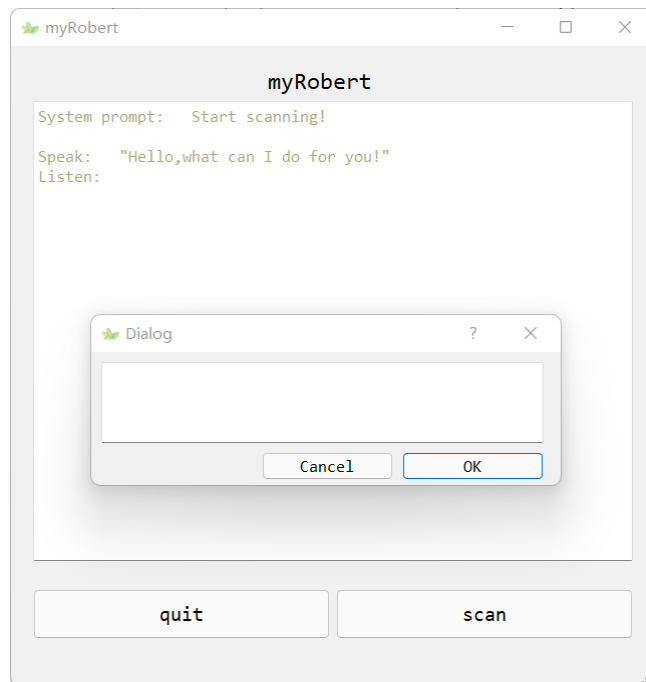 myRobert
myRobert
System prompt:   Start scanning!
Speak:   "Hello,what can I do for you!"
Listen:
Dialog ?
Cancel OK
quit scan